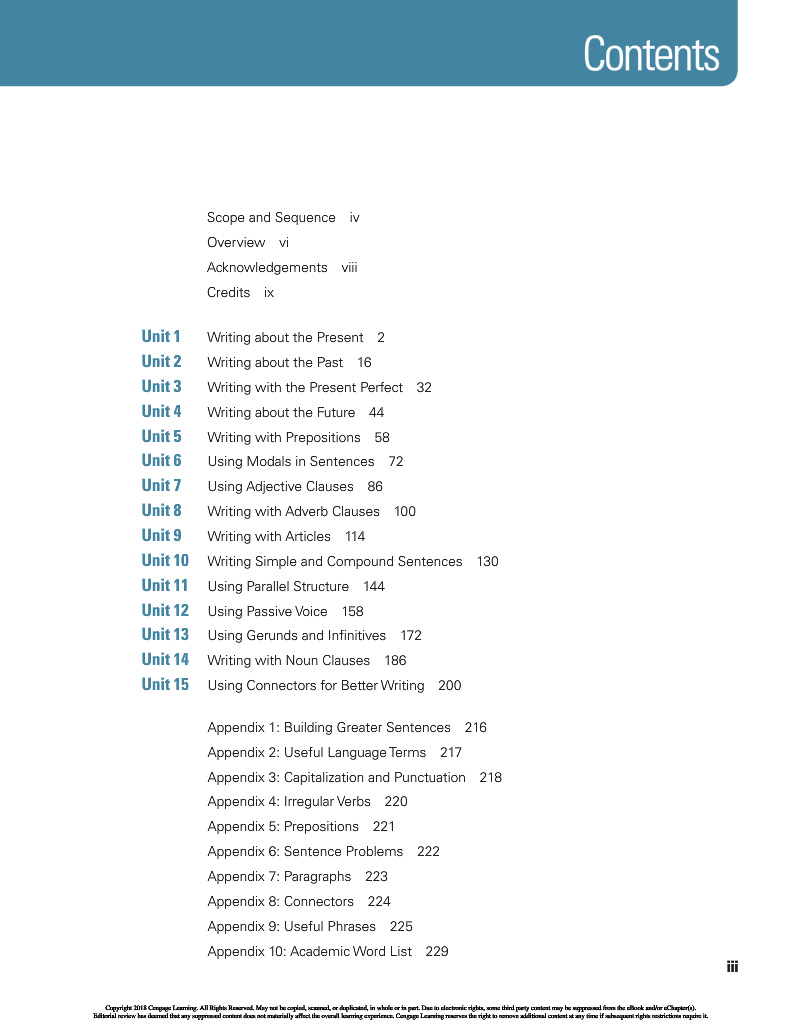 Contents
Scope and Sequence iv
Overview vi
Acknowledgements viii
Credits ix
Unit 1 Writing about the Present 2
Unit 2 Writing about the Past 16
Unit 3 Writing with the Present Perfect 32
Unit 4 Writing about the Future 44
Unit 5 Writing with Prepositions 58
Unit 6 Using Modals in Sentences 72
Unit 7 Using Adjective Clauses 86
Unit 8 Writing with Adverb Clauses 100
Unit 9 Writing with Articles 114
Unit 10 Writing Simple and Compound Sentences 130
Unit 11 Using Parallel Structure 144
Unit 12 Using Passive Voice 158
Unit 13 Using Gerunds and Infinitives 172
Unit 14 Writing with Noun Clauses 186
Unit 15 Using Connectors for Better Writing 200
Appendix 1: Building Greater Sentences 216
Appendix 2: Useful Language Terms 217
Appendix 3: Capitalization and Punctuation 218
Appendix 4: Irregular Verbs 220
Appendix 5: Prepositions 221
Appendix 6: Sentence Problems 222
Appendix 7: Paragraphs 223
Appendix 8: Connectors 224
Appendix 9: Useful Phrases 225
Appendix 10: Academic Word List 229
iii
Copyright 2018 Cengage Learning. All Rights Reserved. May not be copied, scanned, or duplicated, in whole or in part. Due to electronic rights, some third party content may be suppressed from the eBook and/or eChapter(s).
Editorial review has deemed that any suppressed content does not materially affect the overall learning experience. Cengage Learning reserves the right to remove additional content at any time if subsequent rights restrictions require it.